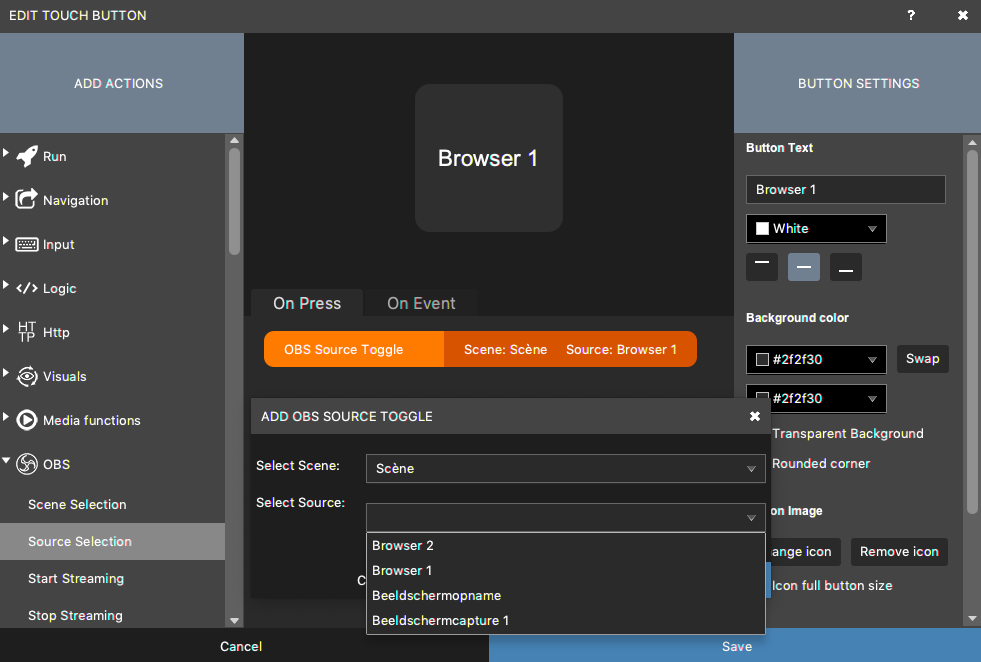 EDIT TOUCH BUTTON
?
ADD ACTIONS
Run
Navigation
Input
Logic
HTTP
Http
Visuals
Media functions
OBS
Scene Selection
Source Selection
Start Streaming
Stop Streaming
Browser 1
On Press
On Event
OBS Source Toggle
Scene: Scène
Source: Browser 1
ADD OBS SOURCE TOGGLE
Select Scene:
Scène
Select Source:
Browser 2
Browser 1
Beeldschermopname
Beeldschermcapture 1
C
BUTTON SETTINGS
Button Text
Browser 1
White
Background color
#2f2f30
Swap
#2f2f30
Transparent Background
Rounded corner
on Image
ange icon
Remove icon
Icon full button size
Cancel
Save